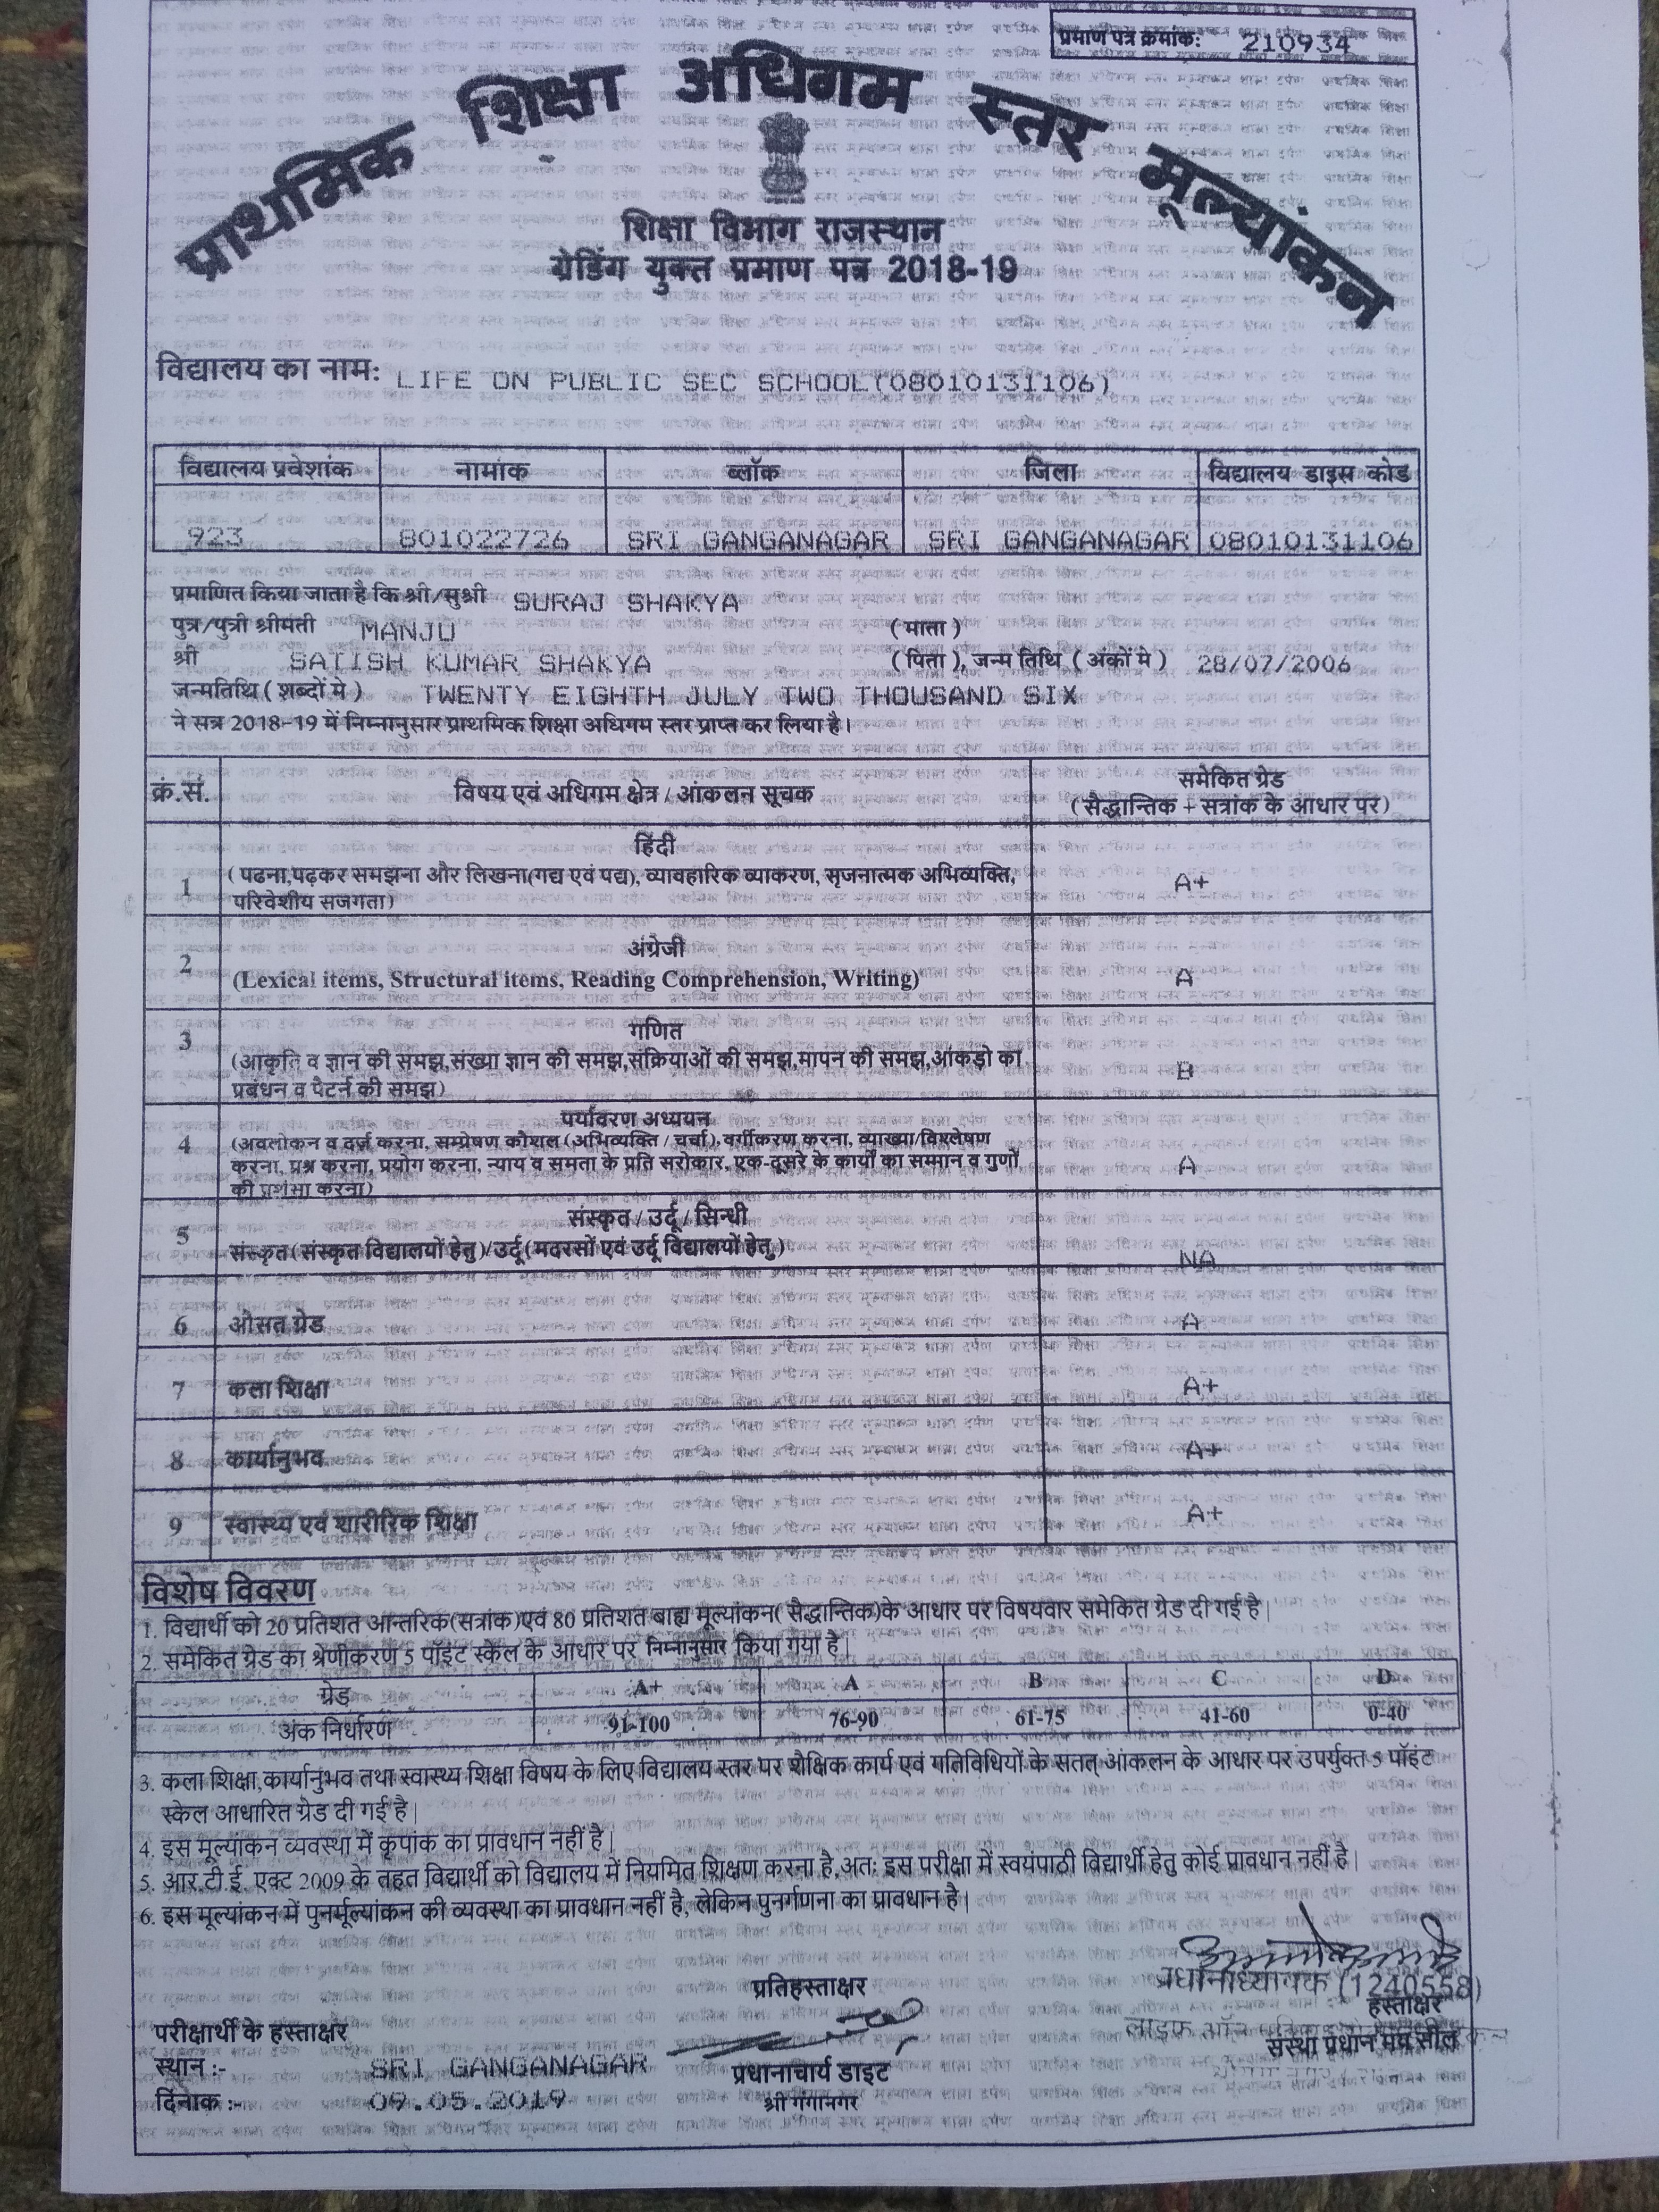 प्रमाण पत्र क्रमांक: 210934
प्राथमिक शिक्षा अधिगम स्तर मूल्यांकन
शिक्षा विभाग राजस्थान
ग्रेडिंग युक्त प्रमाण पत्र 2018-19
विद्यालय का नाम: LIFE ON PUBLIC SEC SCHOOL(08010131106)
विद्यालय प्रवेशांक नामांक ब्लॉक जिला विद्यालय डाइस कोड
923 801022726 SRI GANGANAGAR SRI GANGANAGAR 08010131106
प्रमाणित किया जाता है कि श्री/सुश्री SURAJ SHAKYA
पुत्र/पुत्री श्रीमती MANJU (माता)
श्री SATISH KUMAR SHAKYA (पिता), जन्म तिथि (अंकों मे) 28/07/2006
जन्मतिथि (शब्दों मे) TWENTY EIGHTH JULY TWO THOUSAND SIX
ने सत्र 2018-19 में निम्नानुसार प्राथमिक शिक्षा अधिगम स्तर प्राप्त कर लिया है।
क्रं.सं. विषय एवं अधिगम क्षेत्र / आंकलन सूचक समेकित ग्रेड
(सैद्धान्तिक + सत्रांक के आधार पर)
हिंदी
1 (पढना,पढ़कर समझना और लिखना(गद्य एवं पद्य), व्यावहारिक व्याकरण, सृजनात्मक अभिव्यक्ति, A+
परिवेशीय सजगता)
अंग्रेजी
2 (Lexical items, Structural items, Reading Comprehension, Writing) A
गणित
3 (आकृति व ज्ञान की समझ,संख्या ज्ञान की समझ,संक्रियाओं की समझ,मापन की समझ,आंकड़ो का B
प्रबंधन व पैटर्न की समझ)
पर्यावरण अध्ययन
4 (अवलोकन व दर्ज करना, सम्प्रेषण कौशल (अभिव्यक्ति / चर्चा),वर्गीकरण करना, व्याख्या/विश्लेषण
करना, प्रश्न करना, प्रयोग करना, न्याय व समता के प्रति सरोकार, एक-दूसरे के कार्यों का सम्मान व गुणों A
की प्रशंसा करना)
संस्कृत / उर्दू / सिन्धी
5 संस्कृत (संस्कृत विद्यालयों हेतु)/उर्दू (मदरसों एवं उर्दू विद्यालयों हेतु) NA
6 औसत ग्रेड A
7 कला शिक्षा A+
8 कार्यानुभव A+
9 स्वास्थ्य एवं शारीरिक शिक्षा A+
विशेष विवरण
1. विद्यार्थी को 20 प्रतिशत आन्तरिक(सत्रांक)एवं 80 प्रतिशत बाह्य मूल्यांकन( सैद्धान्तिक)के आधार पर विषयवार समेकित ग्रेड दी गई है|
2. समेकित ग्रेड का श्रेणीकरण 5 पॉइंट स्केल के आधार पर निम्नानुसार किया गया है|
ग्रेड A+ A B C D
अंक निर्धारण 91-100 76-90 61-75 41-60 0-40
3. कला शिक्षा,कार्यानुभव तथा स्वास्थ्य शिक्षा विषय के लिए विद्यालय स्तर पर शैक्षिक कार्य एवं गतिविधियों के सतत् आंकलन के आधार पर उपर्युक्त 5 पॉइंट
स्केल आधारित ग्रेड दी गई है|
4. इस मूल्यांकन व्यवस्था में कृपांक का प्रावधान नहीं है|
5. आर.टी.ई. एक्ट 2009 के तहत विद्यार्थी को विद्यालय में नियमित शिक्षण करना है,अतः इस परीक्षा में स्वयंपाठी विद्यार्थी हेतु कोई प्रावधान नहीं है|
6. इस मूल्यांकन में पुनर्मूल्यांकन की व्यवस्था का प्रावधान नहीं है, लेकिन पुनर्गणना का प्रावधान है|
प्रतिहस्ताक्षर प्रधानाध्यापक (1240558)
हस्ताक्षर
परीक्षार्थी के हस्ताक्षर लाइफ ऑन
संस्था प्रधान मय सील
स्थान :- SRI GANGANAGAR प्रधानाचार्य डाइट
दिंनाक :- 09.05.2019 श्री गंगानगर